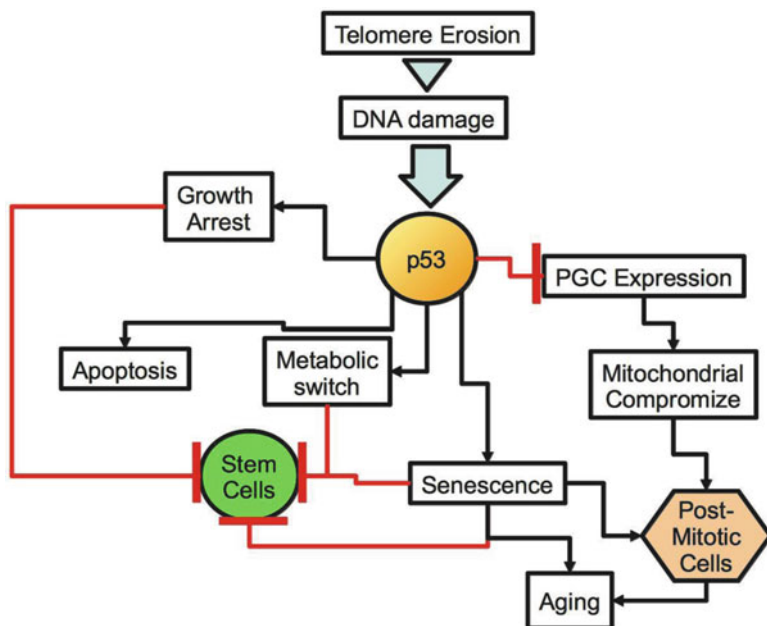 Telomere Erosion
DNA damage
Growth
Arrest
p53
PGC Expression
Apoptosis
Metabolic
switch
Mitochondrial
Compromize
Stem
Cells
Senescence
Post-
Mitotic
Cells
Aging